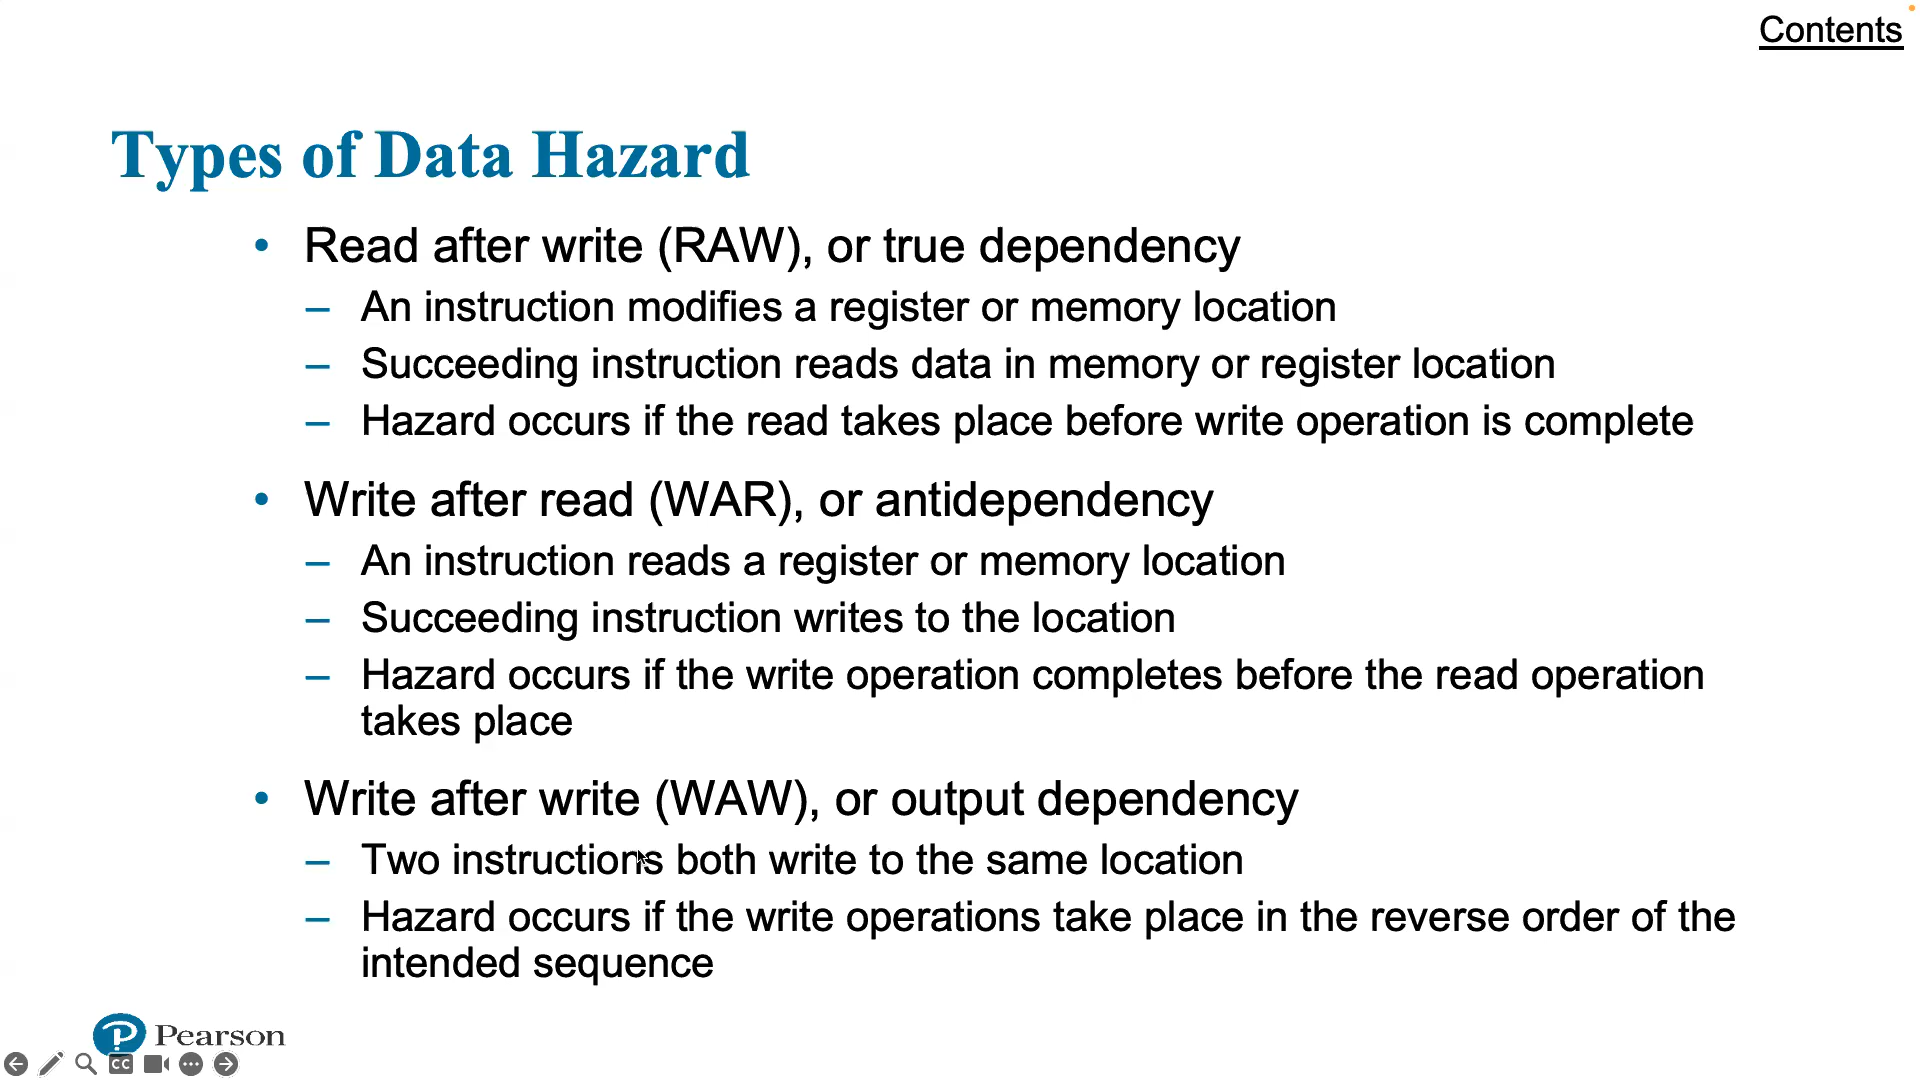 Contents
Types of Data Hazard
• Read after write (RAW), or true dependency
– An instruction modifies a register or memory location
– Succeeding instruction reads data in memory or register location
– Hazard occurs if the read takes place before write operation is complete
• Write after read (WAR), or antidependency
– An instruction reads a register or memory location
– Succeeding instruction writes to the location
– Hazard occurs if the write operation completes before the read operation
takes place
• Write after write (WAW), or output dependency
– Two instructions both write to the same location
– Hazard occurs if the write operations take place in the reverse order of the
intended sequence
P Pearson
CC